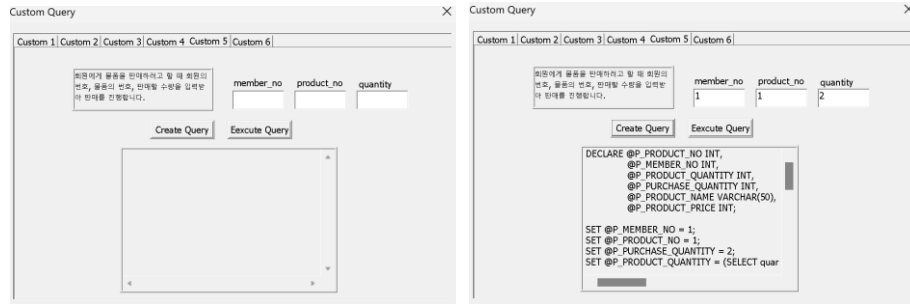 Custom Query
Custom 1 Custom 2 Custom 3 Custom 4 Custom 5 Custom 6
회원에게 물품을 판매하려고 할 때 회원의
번호, 물품의 번호, 판매할 수량을 입력받
아 판매를 진행합니다.
member_no product_no quantity
Create Query Eexcute Query
Custom Query
Custom 1 Custom 2 Custom 3 Custom 4 Custom 5 Custom 6
회원에게 물품을 판매하려고 할 때 회원의
번호, 물품의 번호, 판매할 수량을 입력받
아 판매를 진행합니다.
member_no product_no quantity
1 1 2
Create Query Eexcute Query
DECLARE @P_PRODUCT_NO INT,
@P_MEMBER_NO INT,
@P_PRODUCT_QUANTITY INT,
@P_PURCHASE_QUANTITY INT,
@P_PRODUCT_NAME VARCHAR(50),
@P_PRODUCT_PRICE INT;
SET @P_MEMBER_NO = 1;
SET @P_PRODUCT_NO = 1;
SET @P_PURCHASE_QUANTITY = 2;
SET @P_PRODUCT_QUANTITY = (SELECT quar